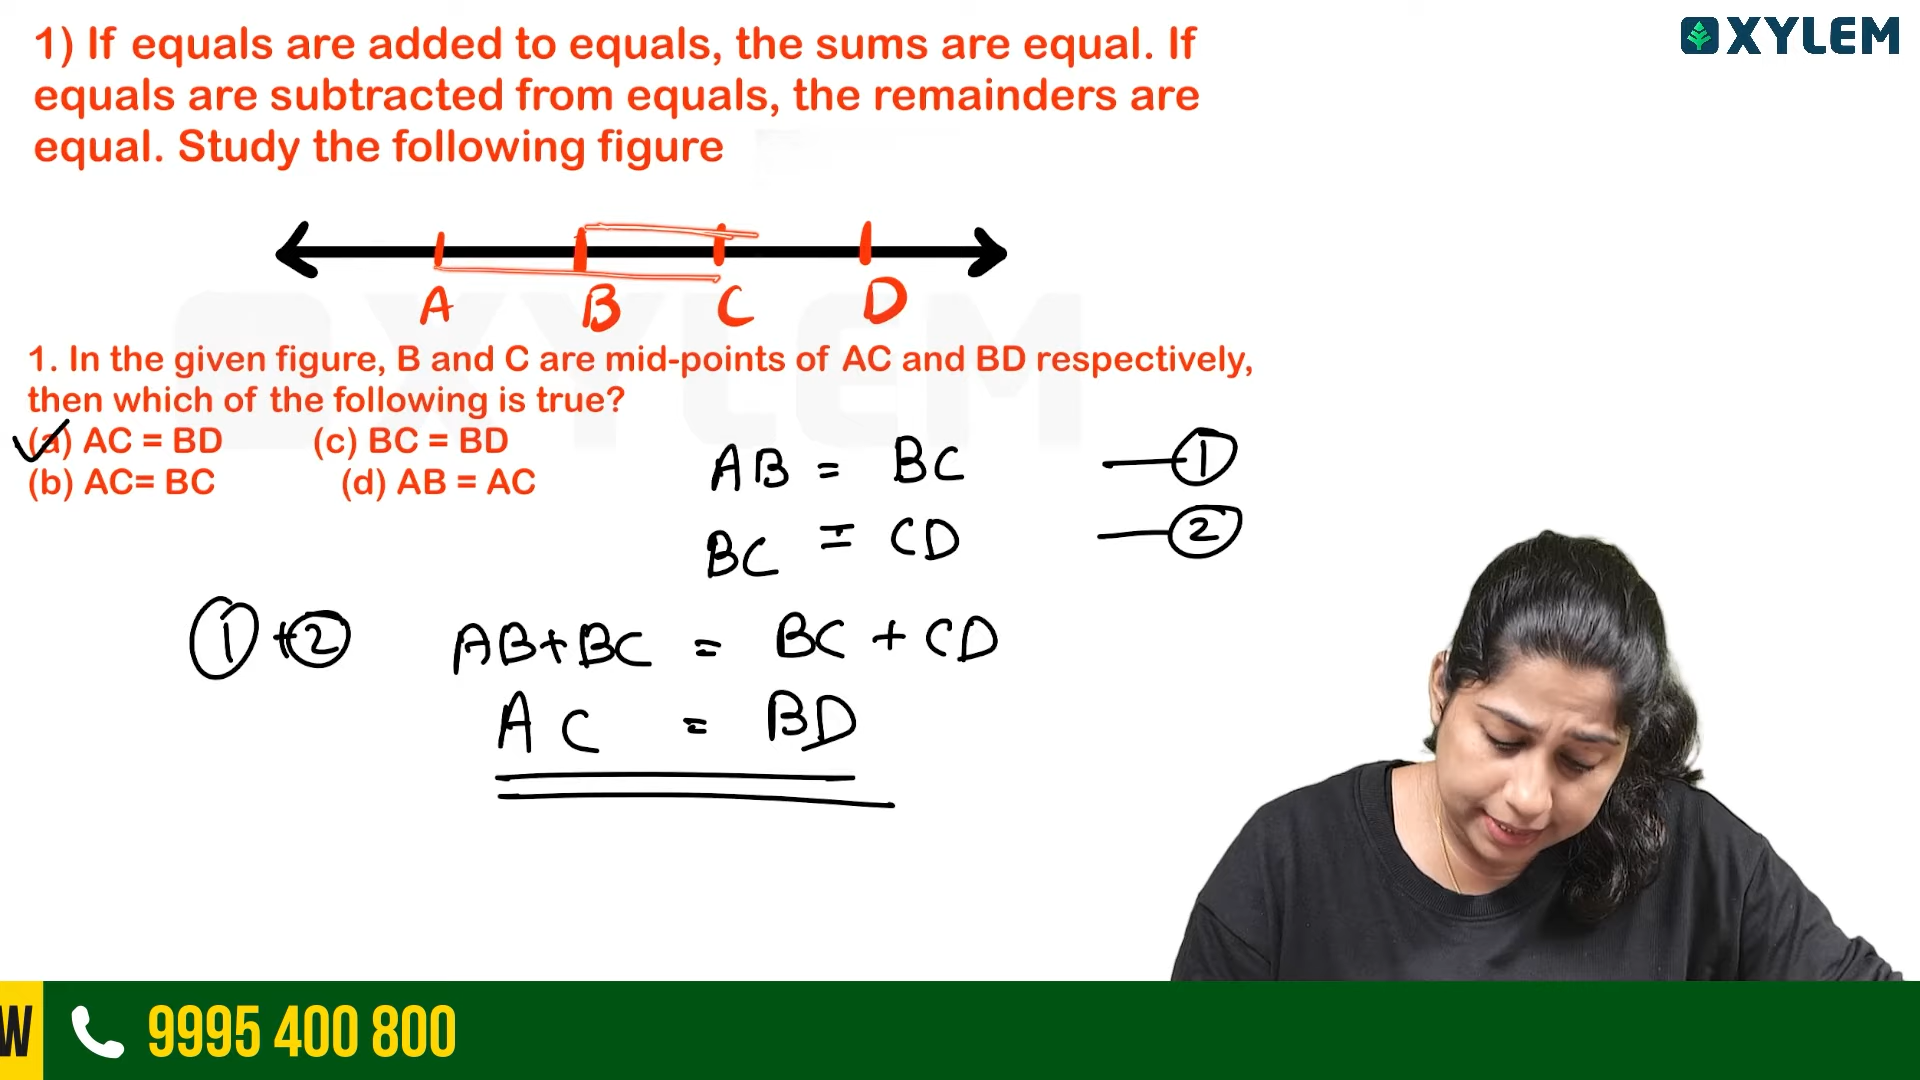 1) If equals are added to equals, the sums are equal. If
XYLEM
equals are subtracted from equals, the remainders are
equal. Study the following figure
A B C D
XYLEM
1. In the given figure, B and C are mid-points of AC and BD respectively,
then which of the following is true?
(a) AC = BD (c) BC = BD
(b) AC= BC (d) AB = AC
AB = BC — 1
BC = CD — 2
1 + 2 AB+BC = BC + CD
AC = BD
W 9995 400 800